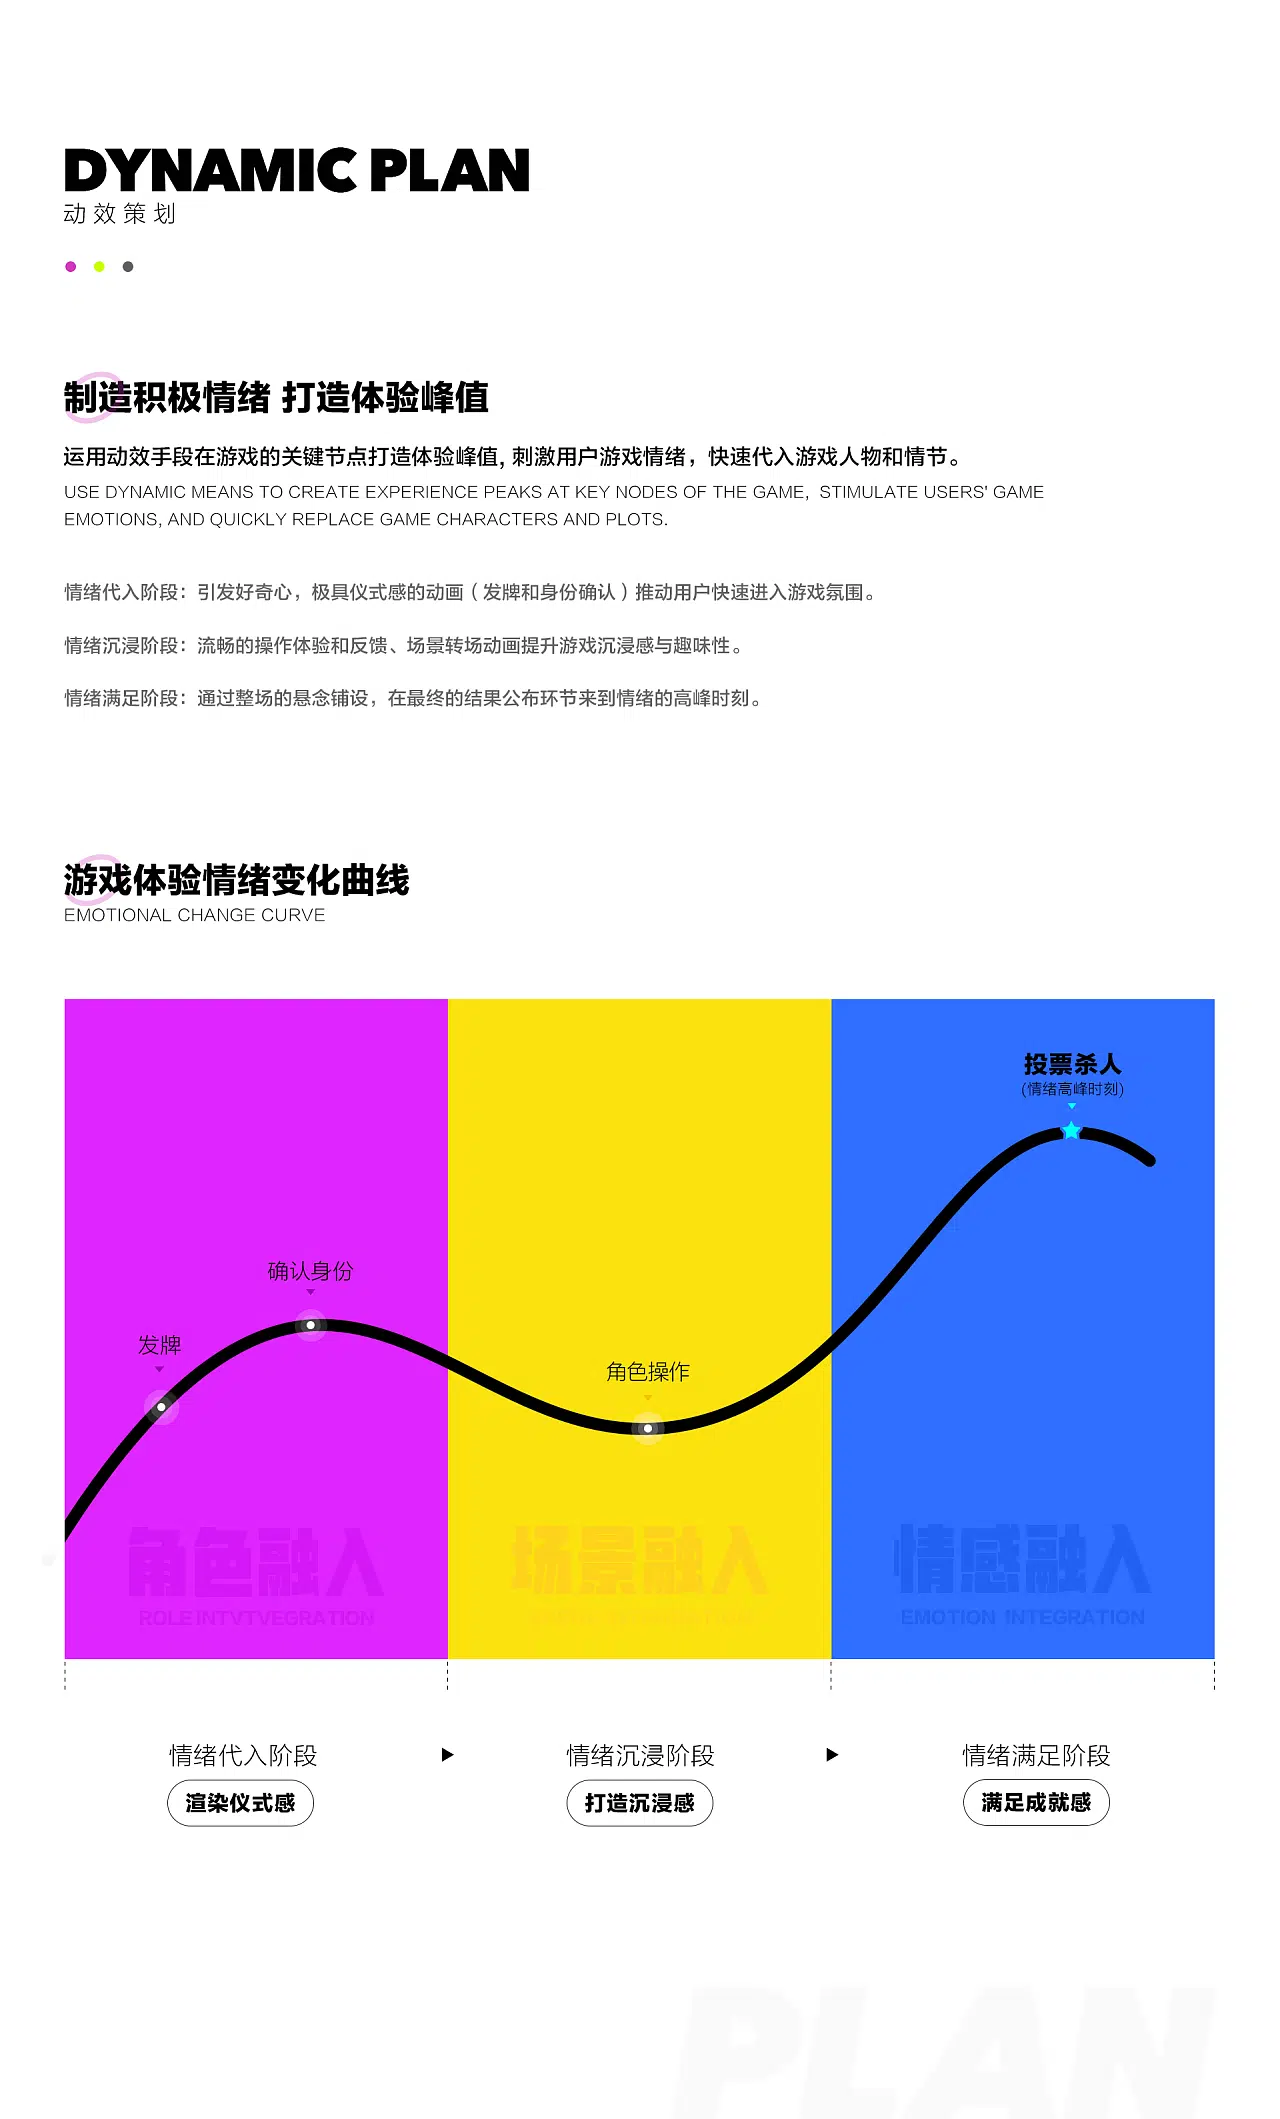 DYNAMIC PLAN
动效策划
制造积极情绪 打造体验峰值
运用动效手段在游戏的关键节点打造体验峰值, 刺激用户游戏情绪，快速代入游戏人物和情节。
USE DYNAMIC MEANS TO CREATE EXPERIENCE PEAKS AT KEY NODES OF THE GAME, STIMULATE USERS' GAME
EMOTIONS, AND QUICKLY REPLACE GAME CHARACTERS AND PLOTS.
情绪代入阶段：引发好奇心，极具仪式感的动画（发牌和身份确认）推动用户快速进入游戏氛围。
情绪沉浸阶段：流畅的操作体验和反馈、场景转场动画提升游戏沉浸感与趣味性。
情绪满足阶段：通过整场的悬念铺设，在最终的结果公布环节来到情绪的高峰时刻。
游戏体验情绪变化曲线
EMOTIONAL CHANGE CURVE
投票杀人
(情绪高峰时刻)
确认身份
发牌
角色操作
角色融入
ROLE INTVTVEGRATION
场景融入
情感融入
EMOTION INTEGRATION
情绪代入阶段
渲染仪式感
情绪沉浸阶段
打造沉浸感
情绪满足阶段
满足成就感
PLAN